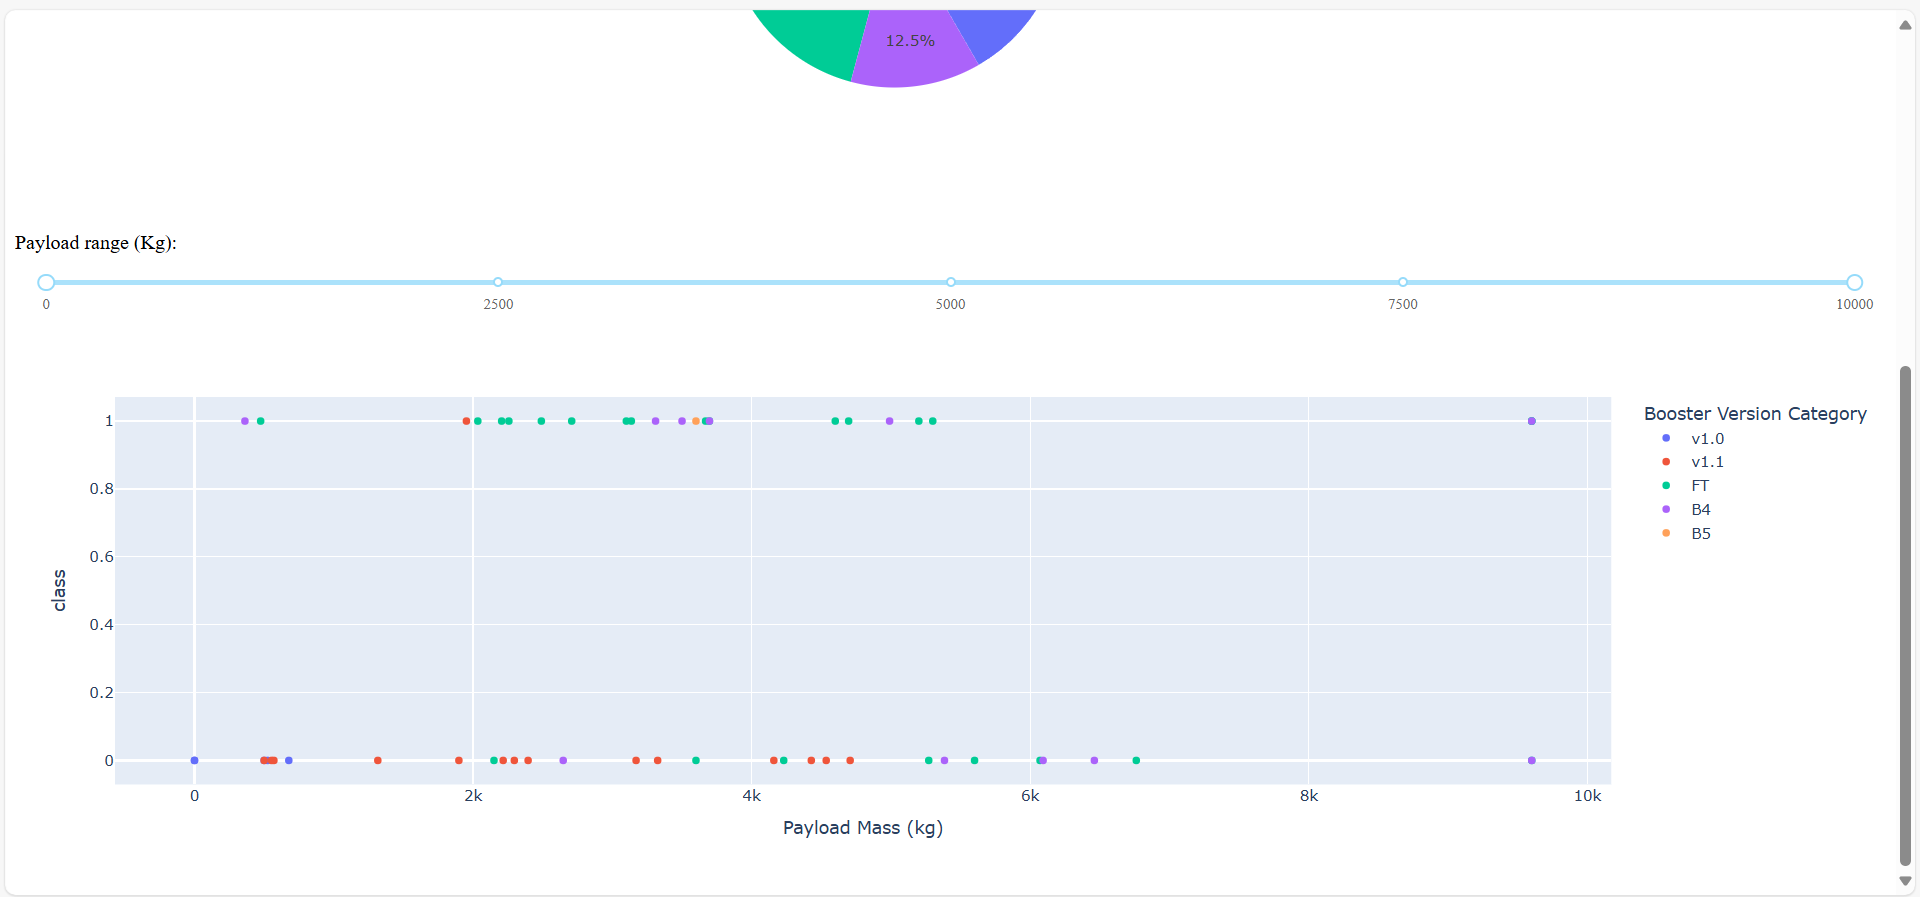 12.5%
Payload range (Kg):
0 2500 5000 7500 10000
Booster Version Category
v1.0
v1.1
FT
B4
B5
1
0.8
0.6
0.4
0.2
0
class
0 2k 4k 6k 8k 10k
Payload Mass (kg)